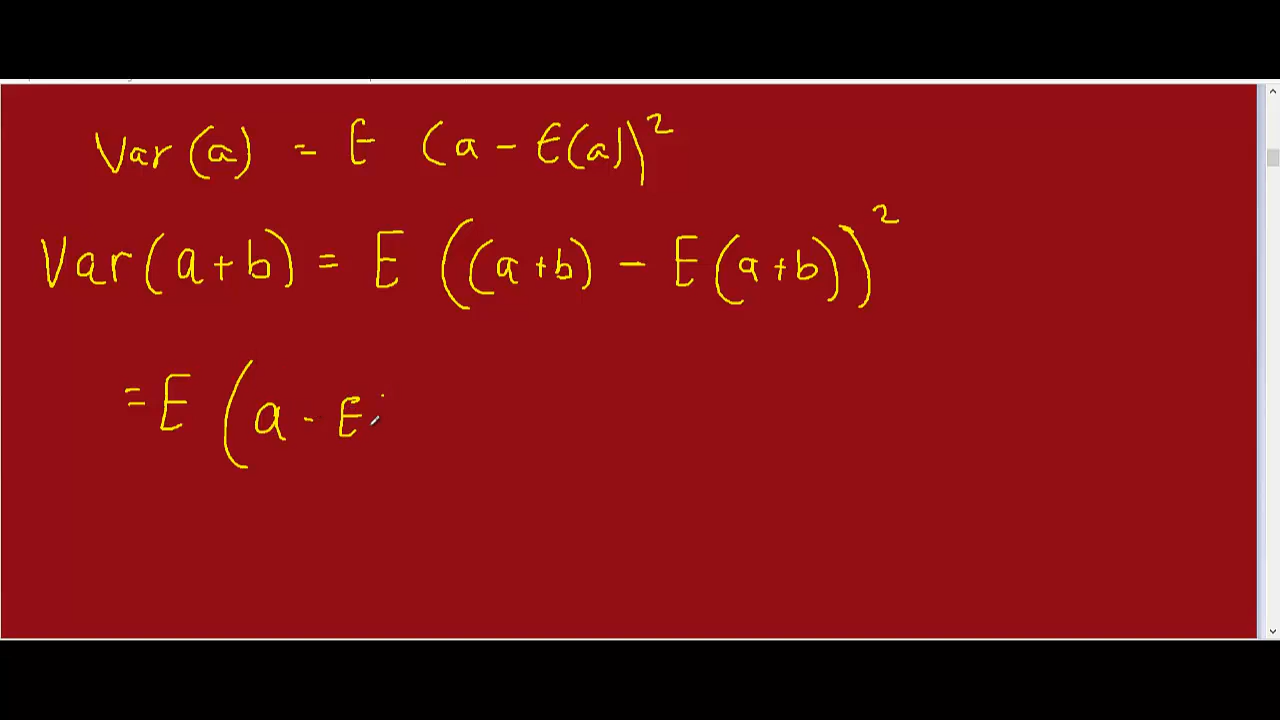 Var(a) = E (a - E(a))²
Var(a+b) = E ((a+b) - E(a+b))²
= E (a - E